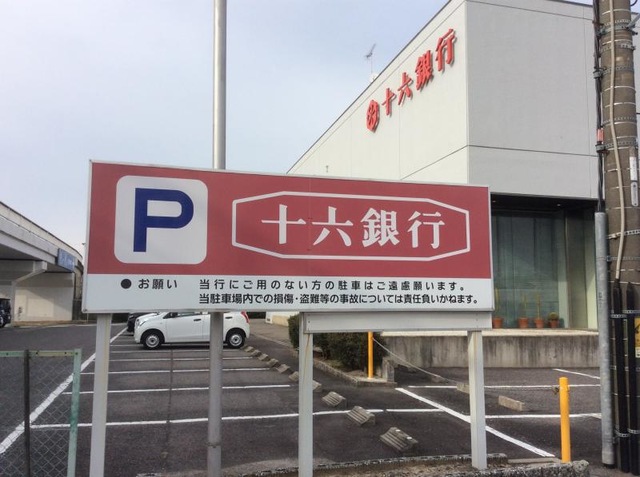 十六銀行
P 十六銀行
●お願い 当行にご用のない方の駐車はご遠慮願います。
当駐車場内での損傷・盗難等の事故については責任負いかねます。